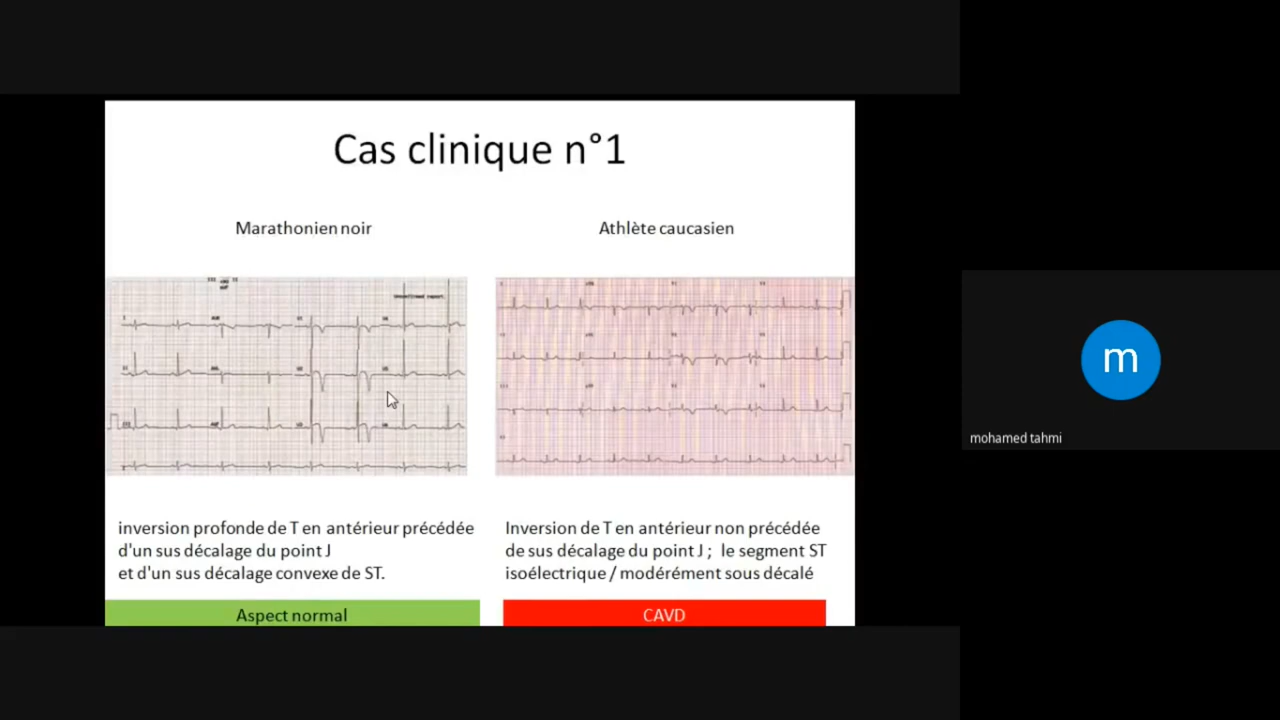 Cas clinique n°1
Marathonien noir
Athlète caucasien
Unconfirmed report
inversion profonde de T en antérieur précédée
d'un sus décalage du point J
et d'un sus décalage convexe de ST.
Inversion de T en antérieur non précédée
de sus décalage du point J ; le segment ST
isoélectrique / modérément sous décalé
Aspect normal
CAVD
m
mohamed tahmi